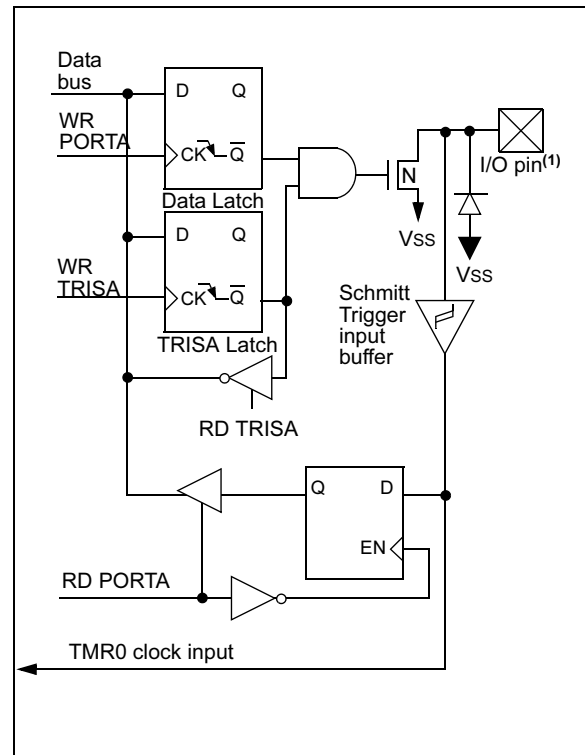 Data
bus
D Q
WR
PORTA
CK Q
Data Latch
N
I/O pin(1)
VSS
VSS
D Q
WR
TRISA
CK Q
TRISA Latch
Schmitt
Trigger
input
buffer
RD TRISA
Q D
EN
RD PORTA
TMR0 clock input